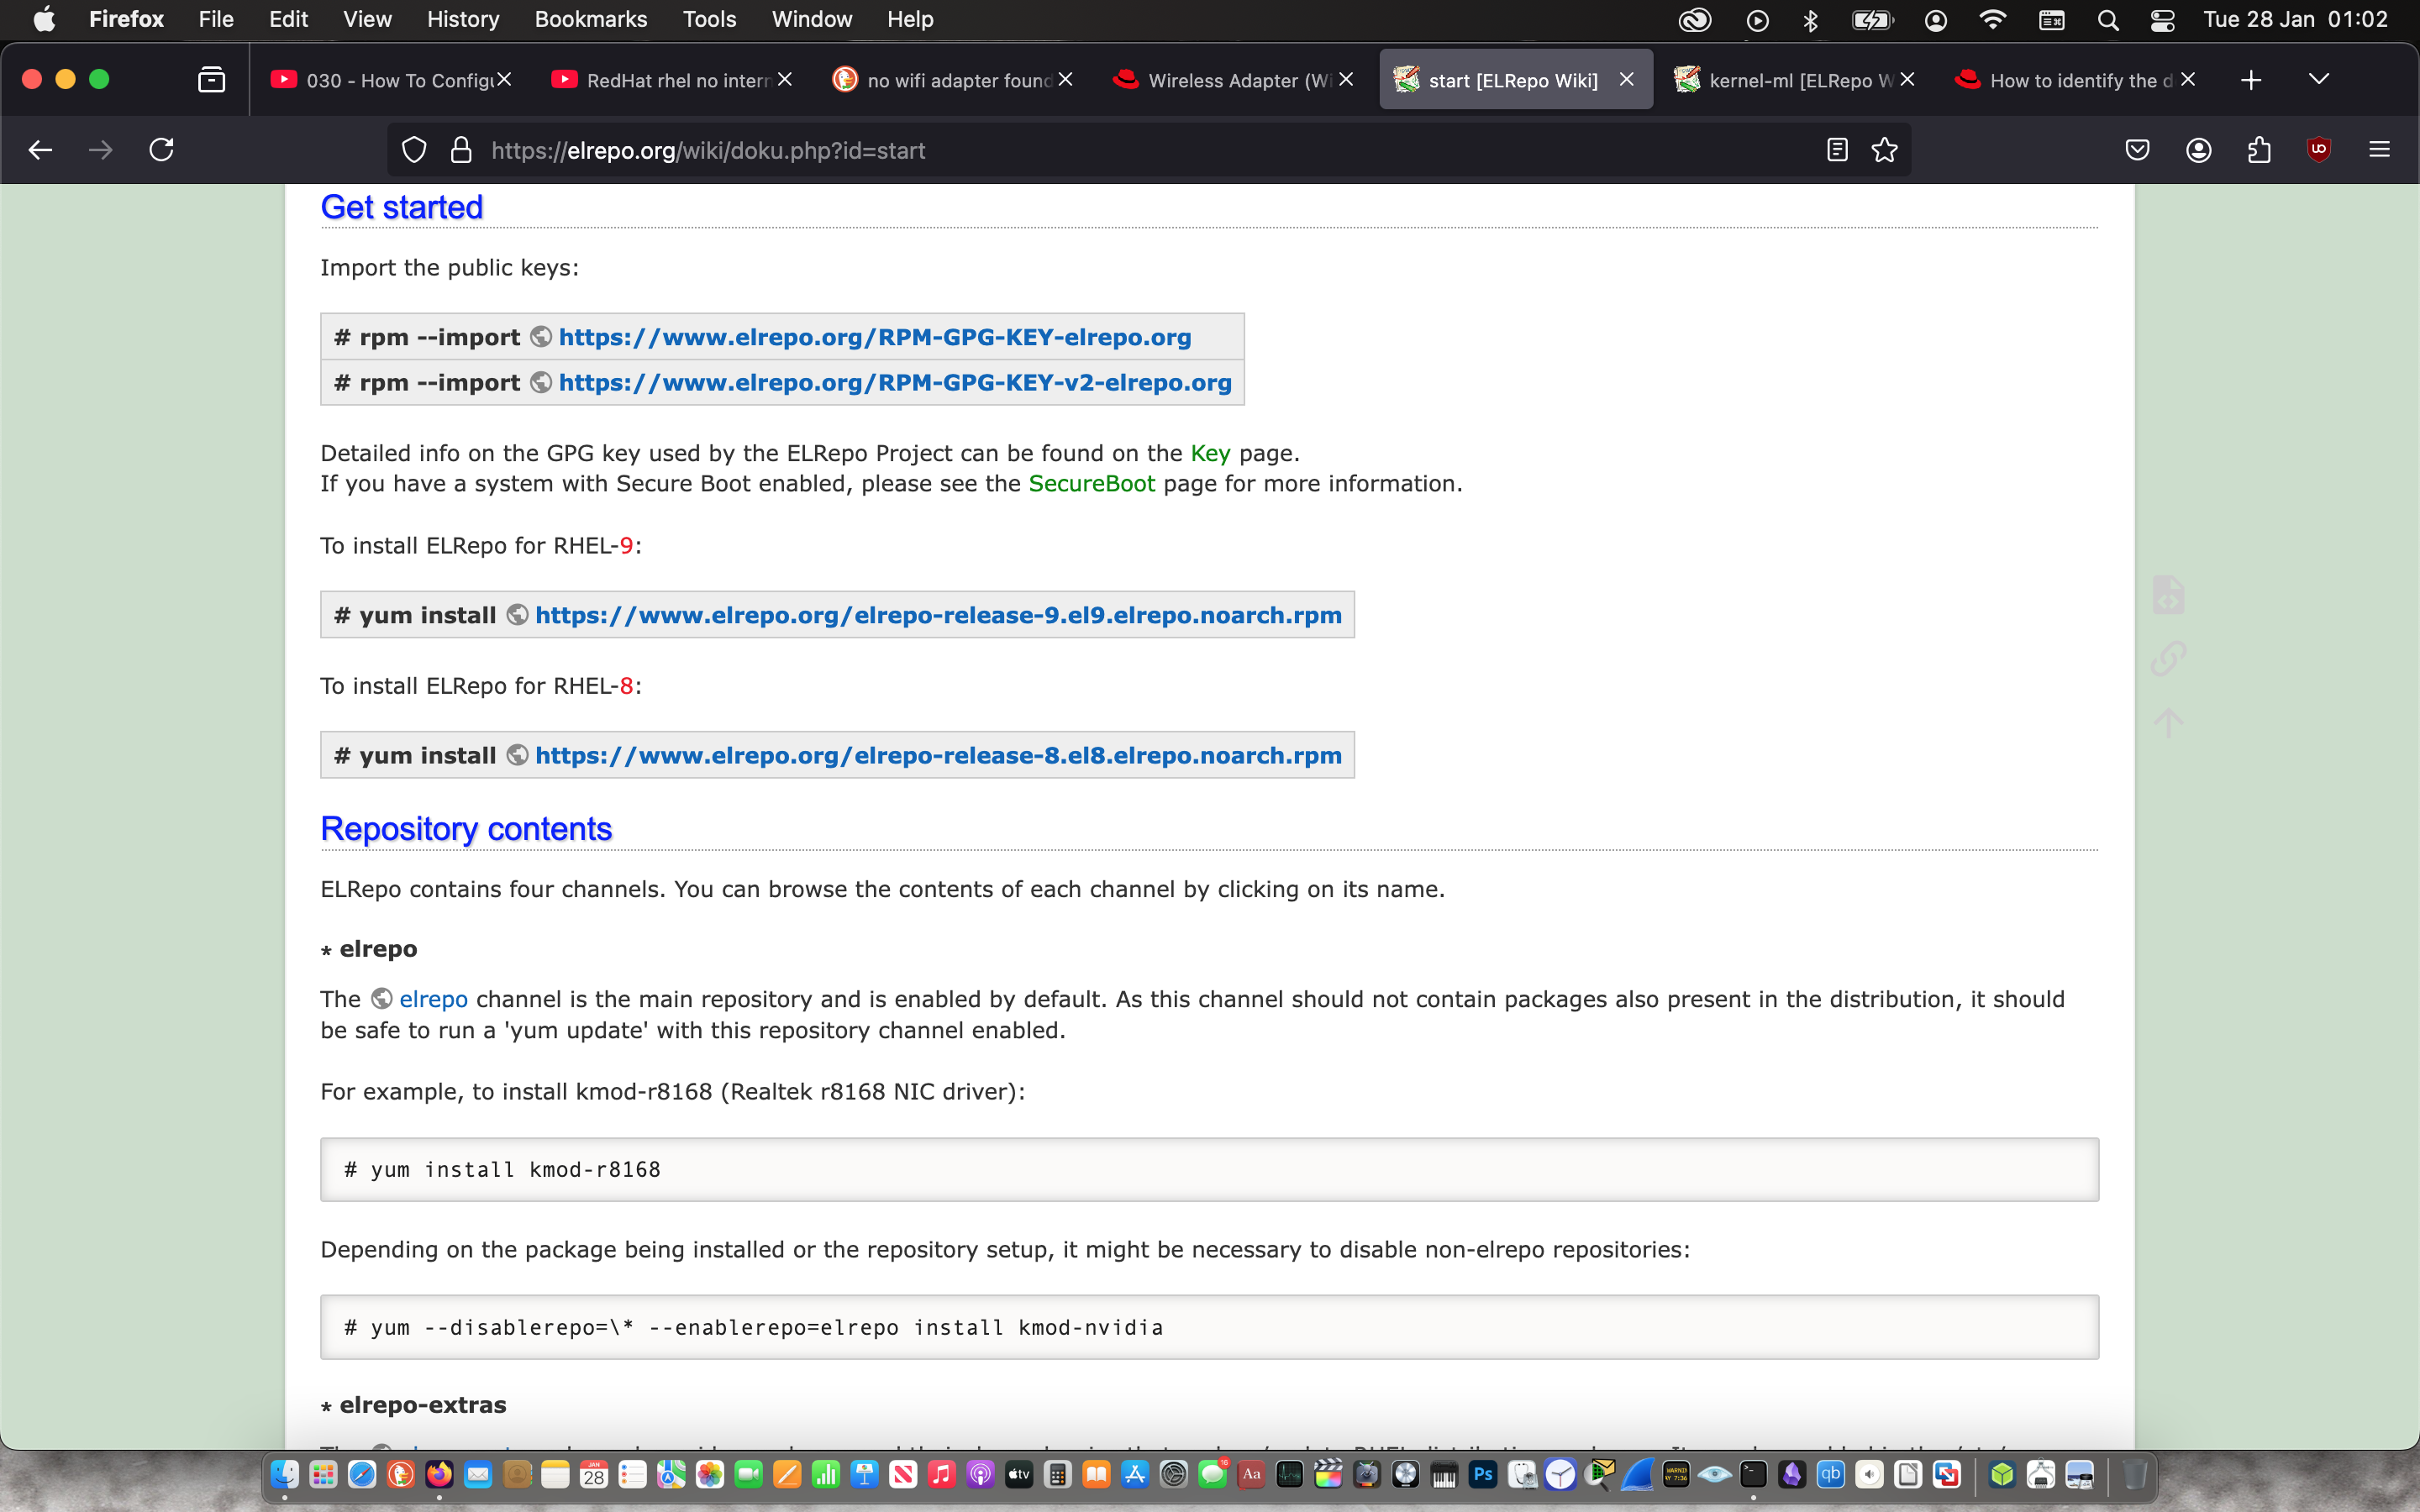 Firefox File Edit View History Bookmarks Tools Window Help Tue 28 Jan 01:02
030 - How To Configu RedHat rhel no intern no wifi adapter found Wireless Adapter (Wi start [ELRepo Wiki] kernel-ml [ELRepo W How to identify the d
https://elrepo.org/wiki/doku.php?id=start
Get started
Import the public keys:
# rpm --import https://www.elrepo.org/RPM-GPG-KEY-elrepo.org
# rpm --import https://www.elrepo.org/RPM-GPG-KEY-v2-elrepo.org
Detailed info on the GPG key used by the ELRepo Project can be found on the Key page.
If you have a system with Secure Boot enabled, please see the SecureBoot page for more information.
To install ELRepo for RHEL-9:
# yum install https://www.elrepo.org/elrepo-release-9.el9.elrepo.noarch.rpm
To install ELRepo for RHEL-8:
# yum install https://www.elrepo.org/elrepo-release-8.el8.elrepo.noarch.rpm
Repository contents
ELRepo contains four channels. You can browse the contents of each channel by clicking on its name.
* elrepo
The elrepo channel is the main repository and is enabled by default. As this channel should not contain packages also present in the distribution, it should
be safe to run a 'yum update' with this repository channel enabled.
For example, to install kmod-r8168 (Realtek r8168 NIC driver):
# yum install kmod-r8168
Depending on the package being installed or the repository setup, it might be necessary to disable non-elrepo repositories:
# yum --disablerepo=\* --enablerepo=elrepo install kmod-nvidia
* elrepo-extras
JAN 28 tv 16 Aa Ps qb